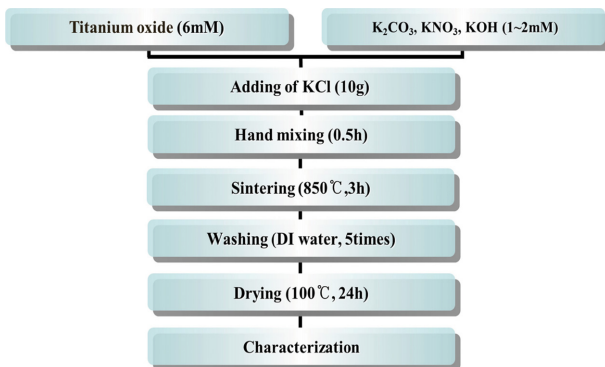 Titanium oxide (6mM)
K₂CO₃, KNO₃, KOH (1~2mM)
Adding of KCl (10g)
Hand mixing (0.5h)
Sintering (850℃,3h)
Washing (DI water, 5times)
Drying (100℃, 24h)
Characterization